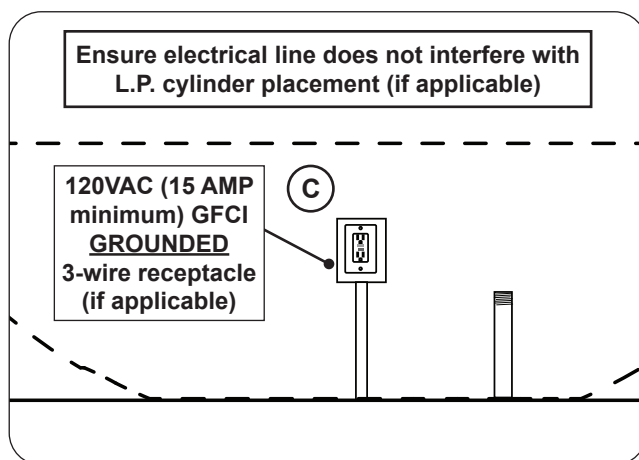 Ensure electrical line does not interfere with
L.P. cylinder placement (if applicable)
120VAC (15 AMP
minimum) GFCI
GROUNDED
3-wire receptacle
(if applicable)
C